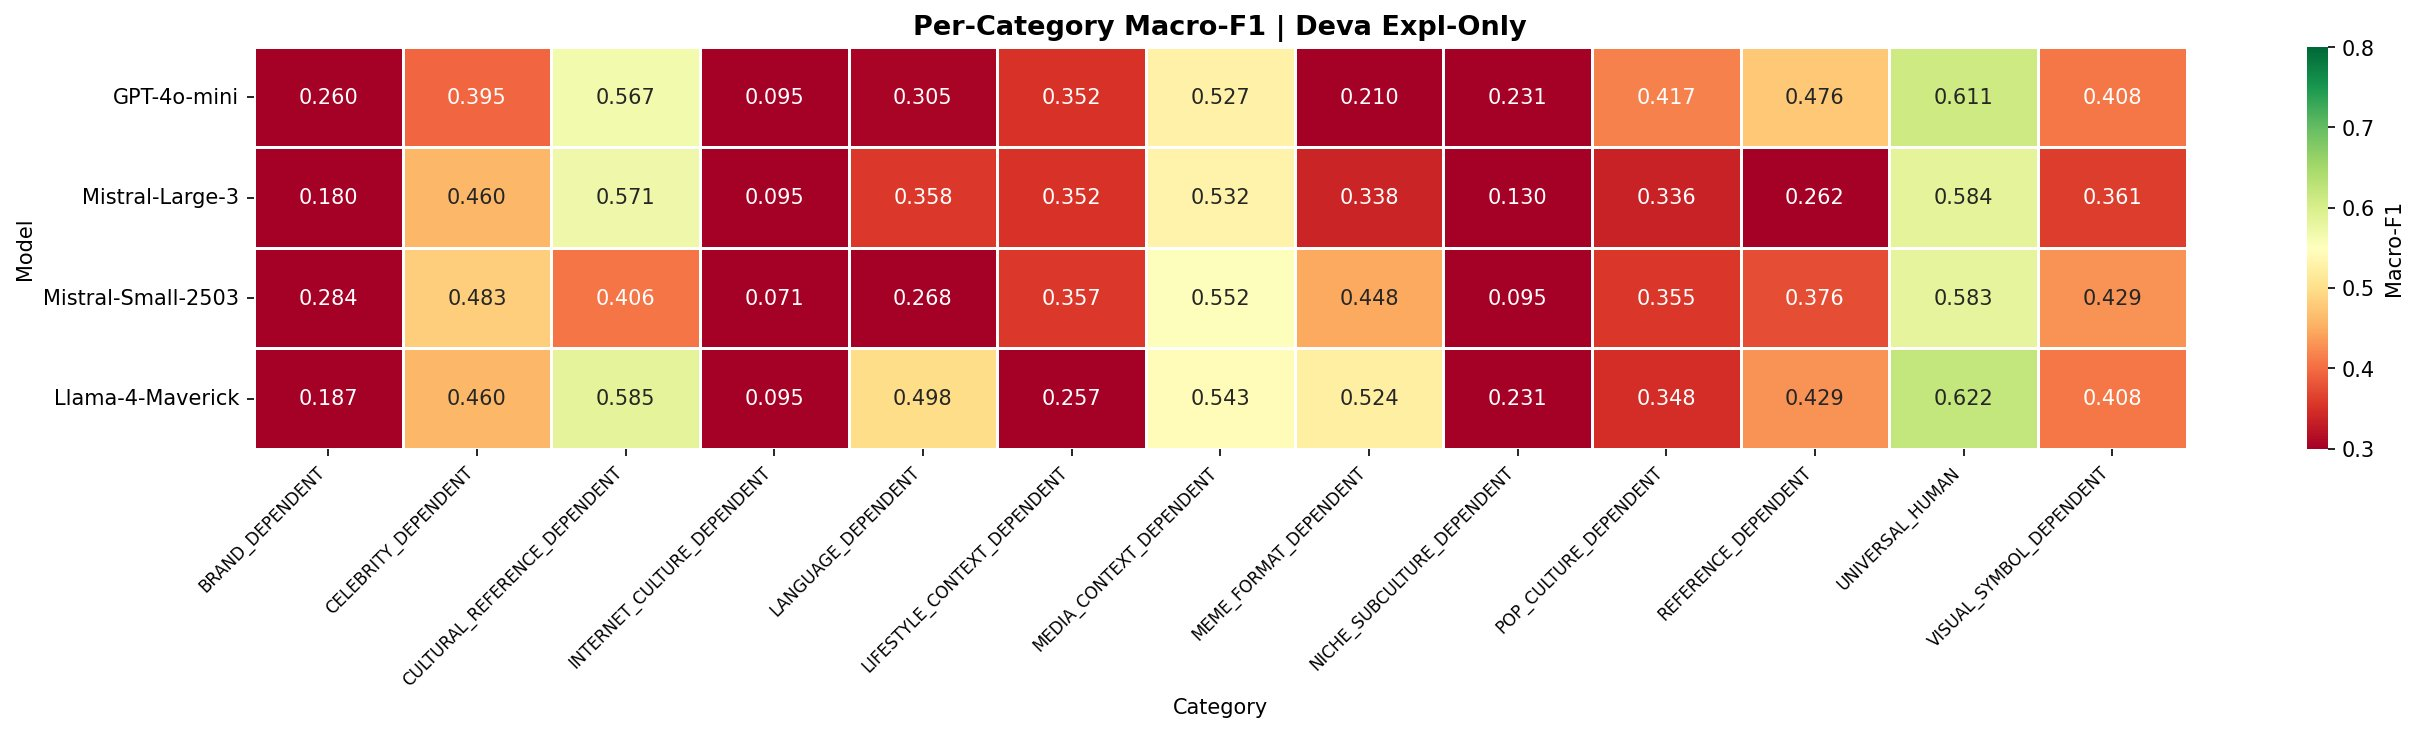 Per-Category Macro-F1 | Deva Expl-Only
Model
GPT-4o-mini 0.260 0.395 0.567 0.095 0.305 0.352 0.527 0.210 0.231 0.417 0.476 0.611 0.408
Mistral-Large-3 0.180 0.460 0.571 0.095 0.358 0.352 0.532 0.338 0.130 0.336 0.262 0.584 0.361
Mistral-Small-2503 0.284 0.483 0.406 0.071 0.268 0.357 0.552 0.448 0.095 0.355 0.376 0.583 0.429
Llama-4-Maverick 0.187 0.460 0.585 0.095 0.498 0.257 0.543 0.524 0.231 0.348 0.429 0.622 0.408
BRAND_DEPENDENT
CELEBRITY_DEPENDENT
CULTURAL_REFERENCE_DEPENDENT
INTERNET_CULTURE_DEPENDENT
LANGUAGE_DEPENDENT
LIFESTYLE_CONTEXT_DEPENDENT
MEDIA_CONTEXT_DEPENDENT
MEME_FORMAT_DEPENDENT
NICHE_SUBCULTURE_DEPENDENT
POP_CULTURE_DEPENDENT
REFERENCE_DEPENDENT
UNIVERSAL_HUMAN
VISUAL_SYMBOL_DEPENDENT
Category
0.8
0.7
0.6
0.5
0.4
0.3
Macro-F1